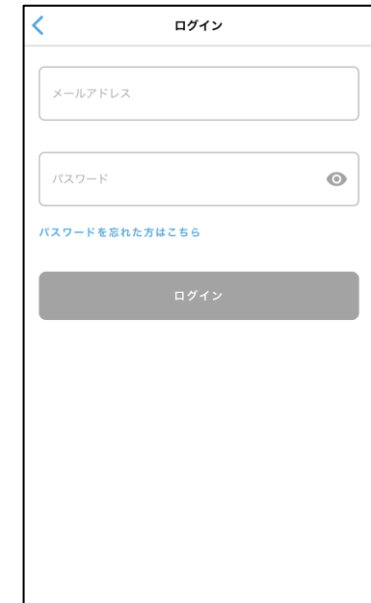 ログイン
メールアドレス
パスワード
パスワードを忘れた方はこちら
ログイン